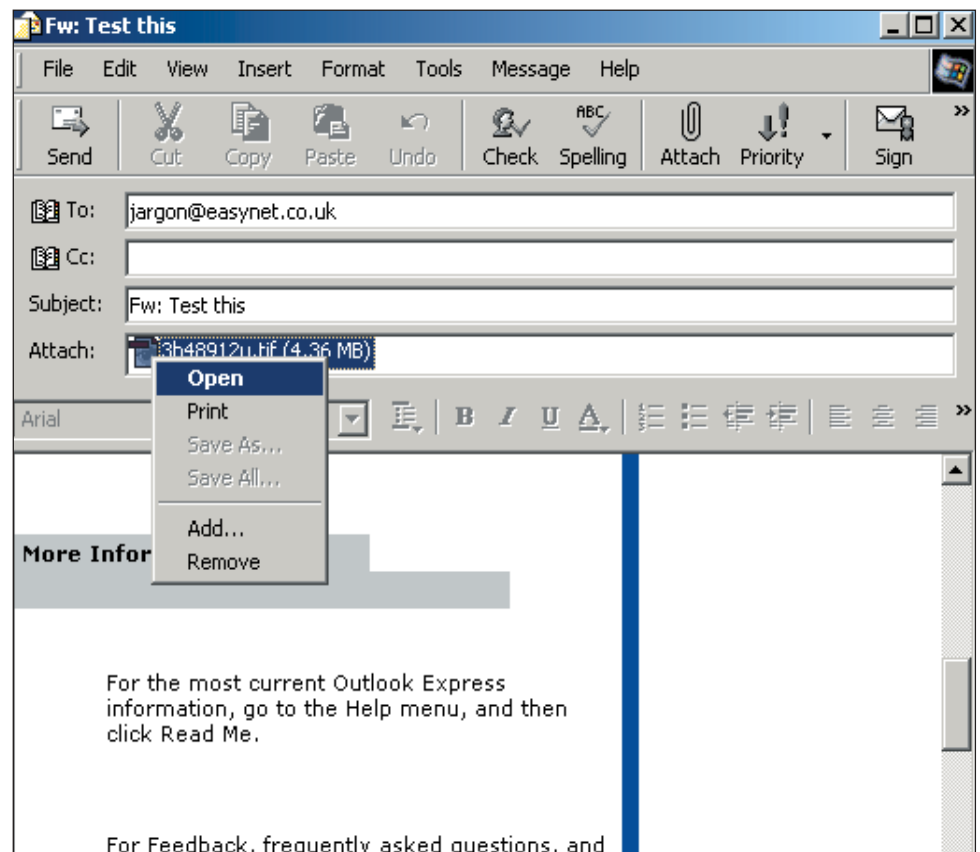 Fw: Test this
File Edit View Insert Format Tools Message Help
ABC
Send Cut Copy Paste Undo Check Spelling Attach Priority Sign »
To: jargon@easynet.co.uk
Cc:
Subject: Fw: Test this
Attach: 3b48912u.tif (4.36 MB)
Open
Arial B I U A »
Print
Save As...
Save All...
Add...
More Infor
Remove
For the most current Outlook Express
information, go to the Help menu, and then
click Read Me.
For Feedback, frequently asked questions, and